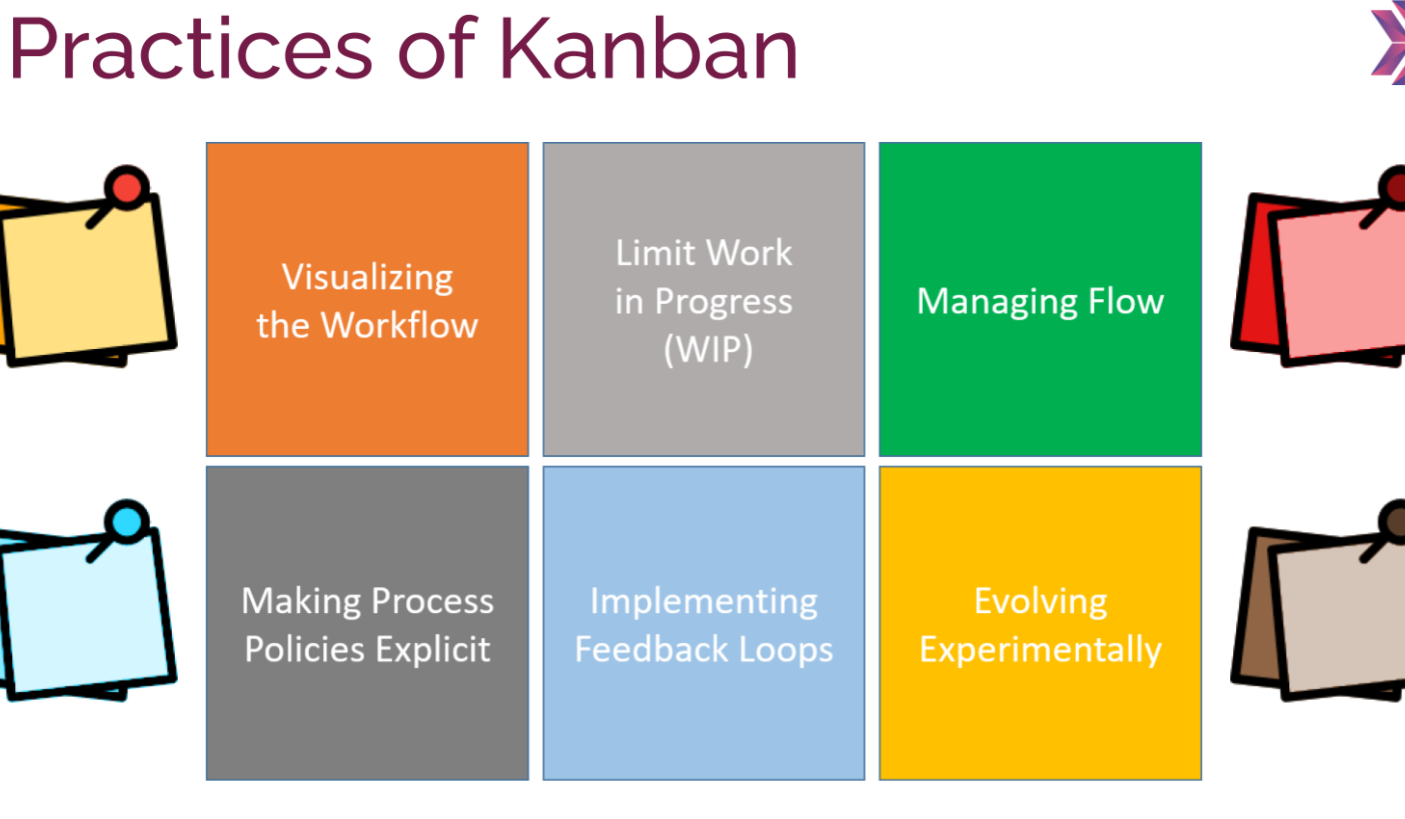 Practices of Kanban
Visualizing
the Workflow
Limit Work
in Progress
(WIP)
Managing Flow
Making Process
Policies Explicit
Implementing
Feedback Loops
Evolving
Experimentally